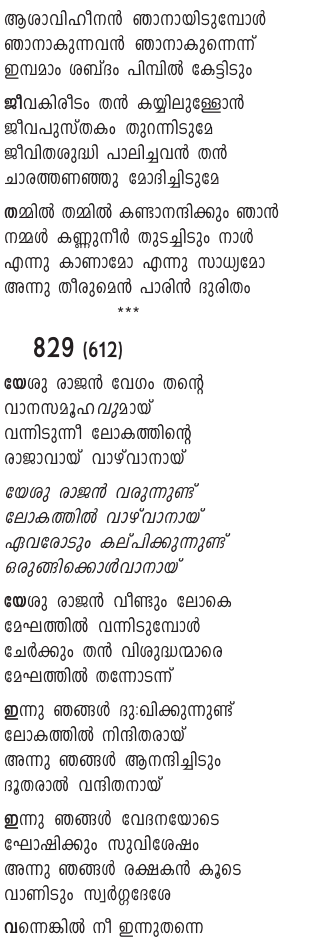 ആശാവിഹീനൻ ഞാനായിടുമ്പോൾ
ഞാനാകുന്നവൻ ഞാനാകുന്നെന്ന്
ഇമ്പമാം ശബ്ദം പിമ്പിൽ കേട്ടിടും
ജീവകിരീടം തൻ കയ്യിലുള്ളോൻ
ജീവപുസ്തകം തുറന്നിടുമേ
ജീവിതശുദ്ധി പാലിച്ചവൻ തൻ
ചാരത്തണഞ്ഞു മോദിച്ചിടുമേ
തമ്മിൽ തമ്മിൽ കണ്ടാനന്ദിക്കും ഞാൻ
നമ്മൾ കണ്ണുനീർ തുടച്ചിടും നാൾ
എന്നു കാണാമോ എന്നു സാധ്യമോ
അന്നു തീരുമെൻ പാരിൻ ദുരിതം
***
829 (612)
യേശു രാജൻ വേഗം തന്റെ
വാനസമൂഹവുമായ്
വന്നിടുന്നീ ലോകത്തിന്റെ
രാജാവായ് വാഴ്‌വാനായ്
യേശു രാജൻ വരുന്നുണ്ട്
ലോകത്തിൽ വാഴ്‌വാനായ്
ഏവരോടും കല്പിക്കുന്നുണ്ട്
ഒരുങ്ങിക്കൊൾവാനായ്
യേശു രാജൻ വീണ്ടും ലോകെ
മേഘത്തിൽ വന്നിടുമ്പോൾ
ചേർക്കും തൻ വിശുദ്ധന്മാരെ
മേഘത്തിൽ തന്നോടന്ന്
ഇന്നു ഞങ്ങൾ ദു:ഖിക്കുന്നുണ്ട്
ലോകത്തിൽ നിന്ദിതരായ്
അന്നു ഞങ്ങൾ ആനന്ദിച്ചിടും
ദൂതരാൽ വന്ദിതനായ്
ഇന്നു ഞങ്ങൾ വേദനയോടെ
ഘോഷിക്കും സുവിശേഷം
അന്നു ഞങ്ങൾ രക്ഷകൻ കൂടെ
വാണിടും സ്വർഗ്ഗദേശേ
വന്നെങ്കിൽ നീ ഇന്നുതന്നെ